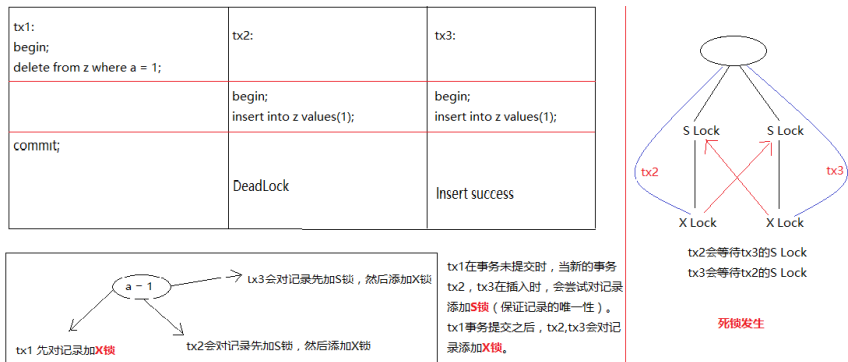 tx1:
begin;
delete from z where a = 1;
tx2:
tx3:
begin;
insert into z values(1);
begin;
insert into z values(1);
commit;
DeadLock
Insert success
a - 1
tx3会对记录先加S锁，然后添加X锁
tx1 先对记录加X锁
tx2会对记录先加S锁，然后添加X锁
tx1在事务未提交时，当新的事务
tx2，tx3在插入时，会尝试对记录
添加S锁（保证记录的唯一性）。
tx1事务提交之后，tx2,tx3会对记
录添加X锁。
S Lock
S Lock
tx2
tx3
X Lock
X Lock
tx2会等待tx3的S Lock
tx3会等待tx2的S Lock
死锁发生